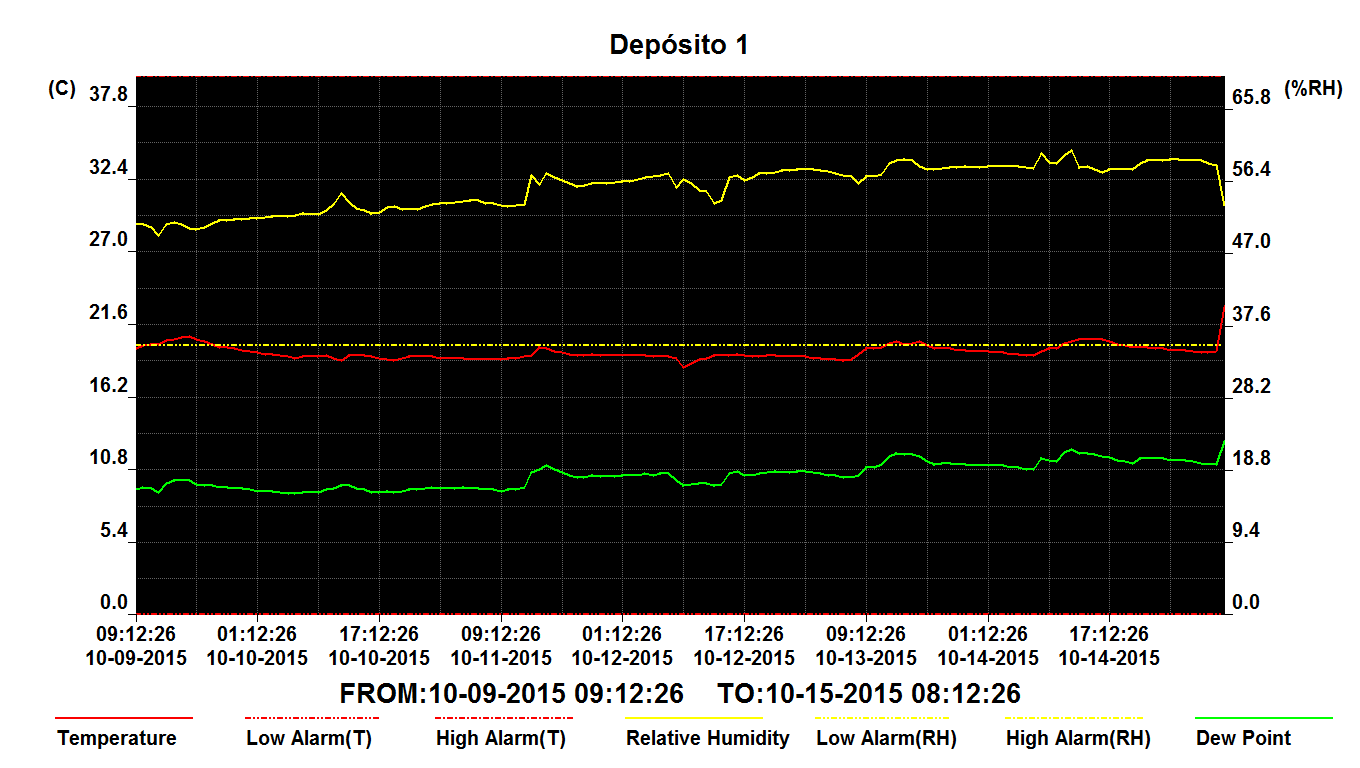 Depósito 1
(C) (%RH)
37.8 65.8
32.4 56.4
27.0 47.0
21.6 37.6
16.2 28.2
10.8 18.8
5.4 9.4
0.0 0.0
09:12:26 01:12:26 17:12:26 09:12:26 01:12:26 17:12:26 09:12:26 01:12:26 17:12:26
10-09-2015 10-10-2015 10-10-2015 10-11-2015 10-12-2015 10-12-2015 10-13-2015 10-14-2015 10-14-2015
FROM:10-09-2015 09:12:26 TO:10-15-2015 08:12:26
Temperature Low Alarm(T) High Alarm(T) Relative Humidity Low Alarm(RH) High Alarm(RH) Dew Point